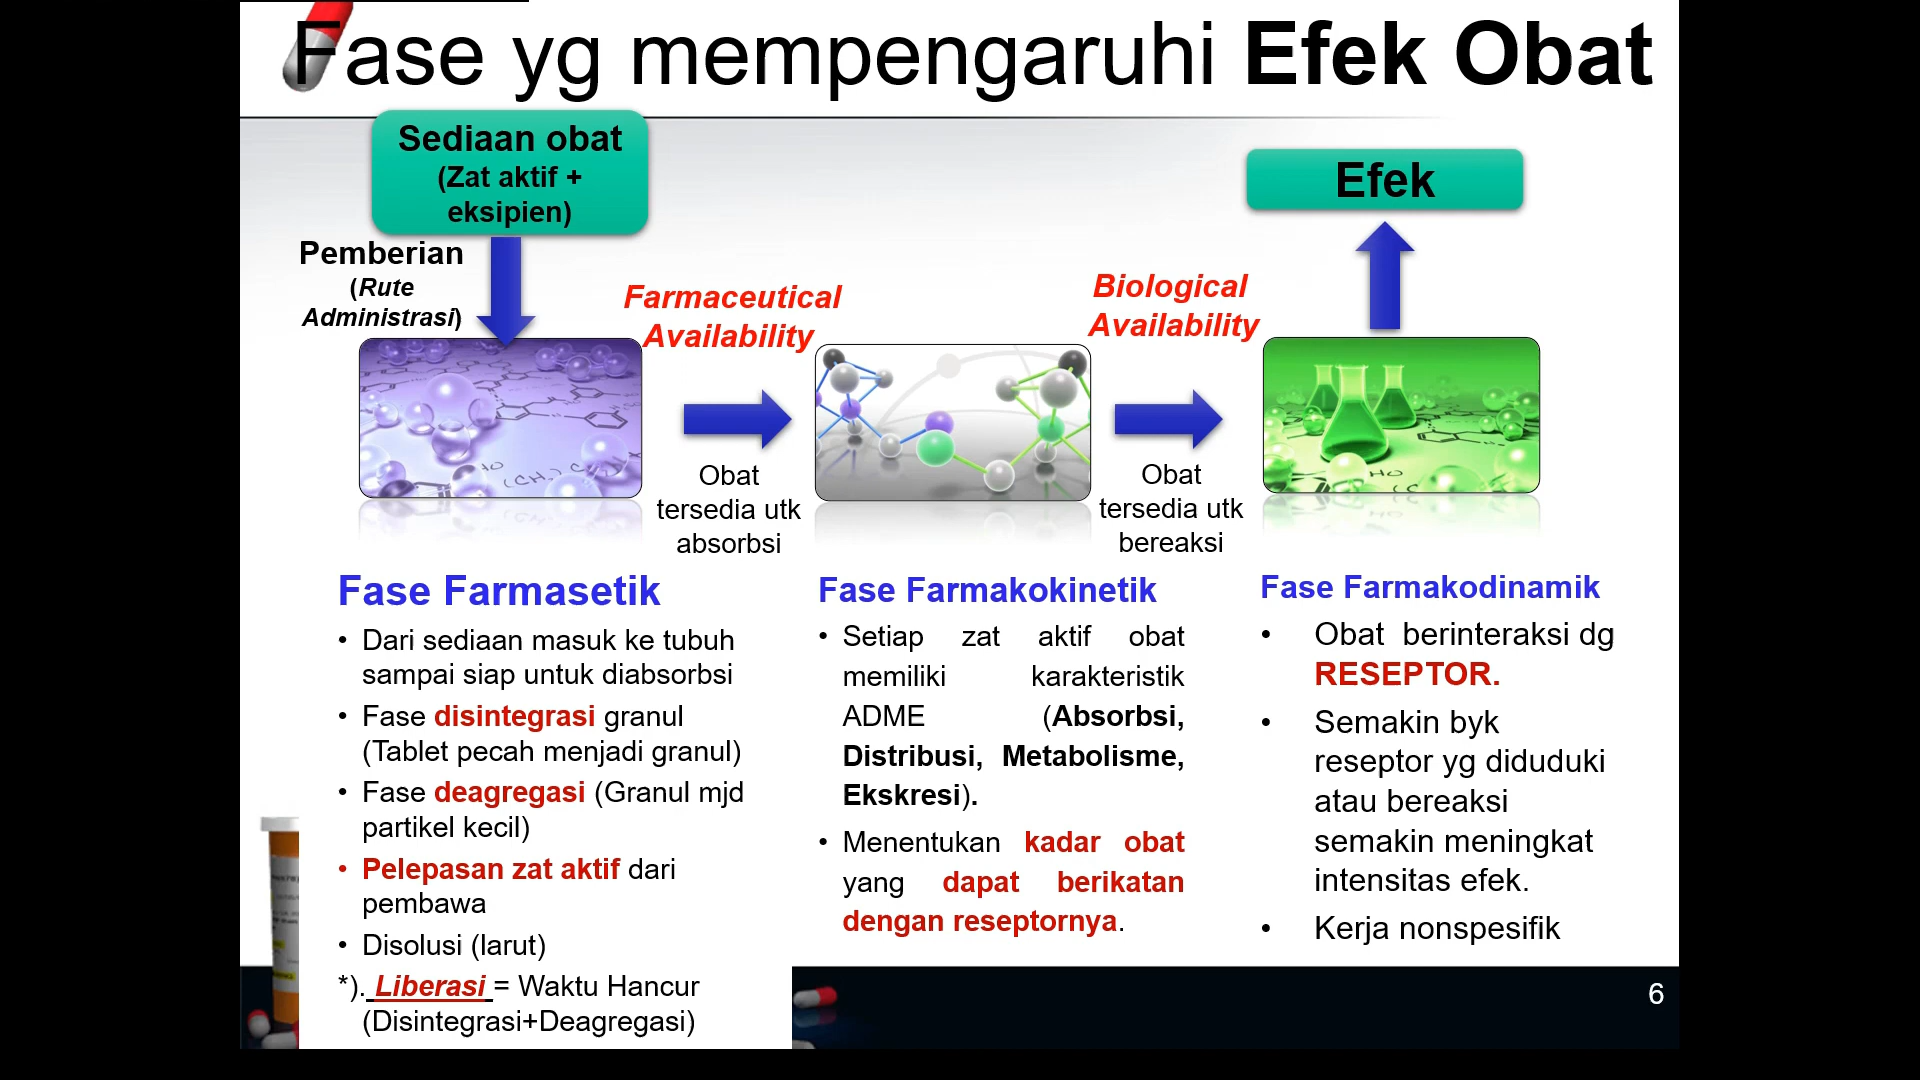 Fase yg mempengaruhi Efek Obat
Sediaan obat
(Zat aktif +
eksipien)
Efek
Pemberian
(Rute
Administrasi)
Farmaceutical
Availability
Biological
Availability
Obat
tersedia utk
absorbsi
Obat
tersedia utk
bereaksi
Fase Farmasetik
• Dari sediaan masuk ke tubuh
sampai siap untuk diabsorbsi
• Fase disintegrasi granul
(Tablet pecah menjadi granul)
• Fase deagregasi (Granul mjd
partikel kecil)
• Pelepasan zat aktif dari
pembawa
• Disolusi (larut)
*). Liberasi = Waktu Hancur
(Disintegrasi+Deagregasi)
Fase Farmakokinetik
• Setiap zat aktif obat
memiliki karakteristik
ADME (Absorbsi,
Distribusi, Metabolisme,
Ekskresi).
• Menentukan kadar obat
yang dapat berikatan
dengan reseptornya.
Fase Farmakodinamik
• Obat berinteraksi dg
RESEPTOR.
• Semakin byk
reseptor yg diduduki
atau bereaksi
semakin meningkat
intensitas efek.
• Kerja nonspesifik
6